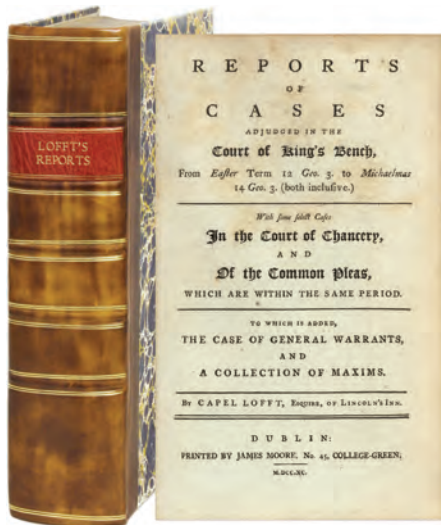 LOFFT'S
REPORTS
REPORTS
OF
CASES
ADJUDGED IN THE
Court of King's Bench,
From Easter Term 12 Geo. 3. to Michaelmas
14 Geo. 3. (both inclusive.)
With some select Cases
In the Court of Chancery,
AND
Of the Common Pleas,
WHICH ARE WITHIN THE SAME PERIOD.
TO WHICH IS ADDED,
THE CASE OF GENERAL WARRANTS,
AND
A COLLECTION OF MAXIMS.
By CAPEL LOFFT, Esquire, of Lincoln's Inn.
DUBLIN:
PRINTED BY JAMES MOORE, No. 45, COLLEGE-GREEN;
M.DCC.XC.